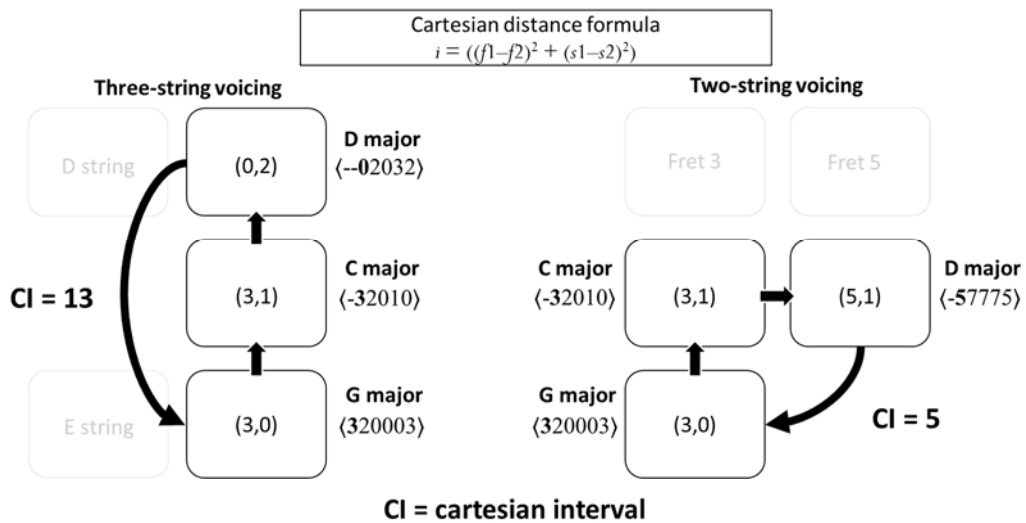 Cartesian distance formula
i = ((f1–f2)² + (s1–s2)²)
Three-string voicing
D string
(0,2)
D major
⟨--02032⟩
CI = 13
(3,1)
C major
⟨-32010⟩
E string
(3,0)
G major
⟨320003⟩
Two-string voicing
Fret 3
Fret 5
C major
⟨-32010⟩
(3,1)
(5,1)
D major
⟨-57775⟩
G major
⟨320003⟩
(3,0)
CI = 5
CI = cartesian interval